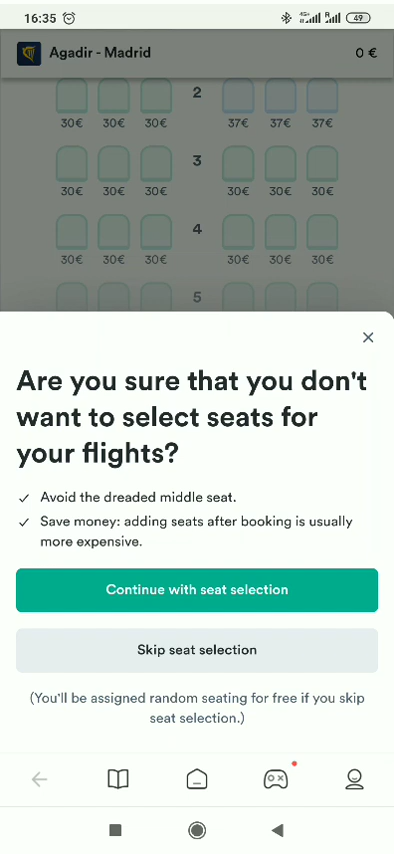 16:35
49
Agadir - Madrid
0 €
2
30€ 30€ 30€ 37€ 37€ 37€
3
30€ 30€ 30€ 30€ 30€ 30€
4
30€ 30€ 30€ 30€ 30€ 30€
5
Are you sure that you don't
want to select seats for
your flights?
Avoid the dreaded middle seat.
Save money: adding seats after booking is usually
more expensive.
Continue with seat selection
Skip seat selection
(You'll be assigned random seating for free if you skip
seat selection.)